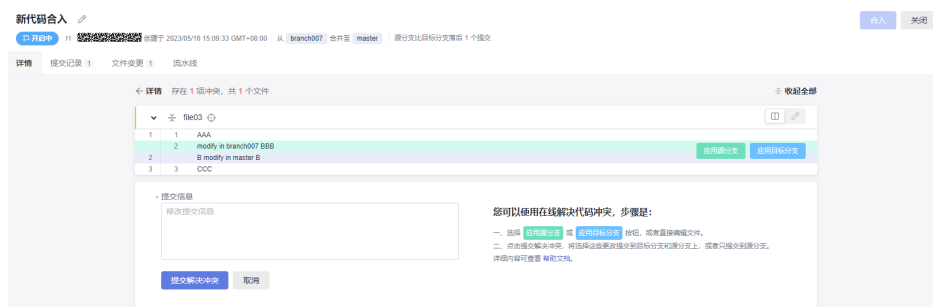 新代码合入
合入 关闭
开启中 !1 创建于 2023/05/16 15:09:33 GMT+08:00 从 branch007 合并至 master 源分支比目标分支落后 1 个提交
详情 提交记录 1 文件变更 1 流水线
详情 存在 1 项冲突，共 1 个文件 收起全部
file03
1 1 AAA
2 modify in branch007 BBB
应用源分支 应用目标分支
2 B modify in master B
3 3 CCC
* 提交信息
修改提交信息
您可以使用在线解决代码冲突，步骤是：
一、选择 应用源分支 或 应用目标分支 按钮，或者直接编辑文件。
二、点击提交解决冲突，将选择这些更改提交到目标分支和源分支上，或者只提交到源分支。
详细内容可查看 帮助文档。
提交解决冲突 取消